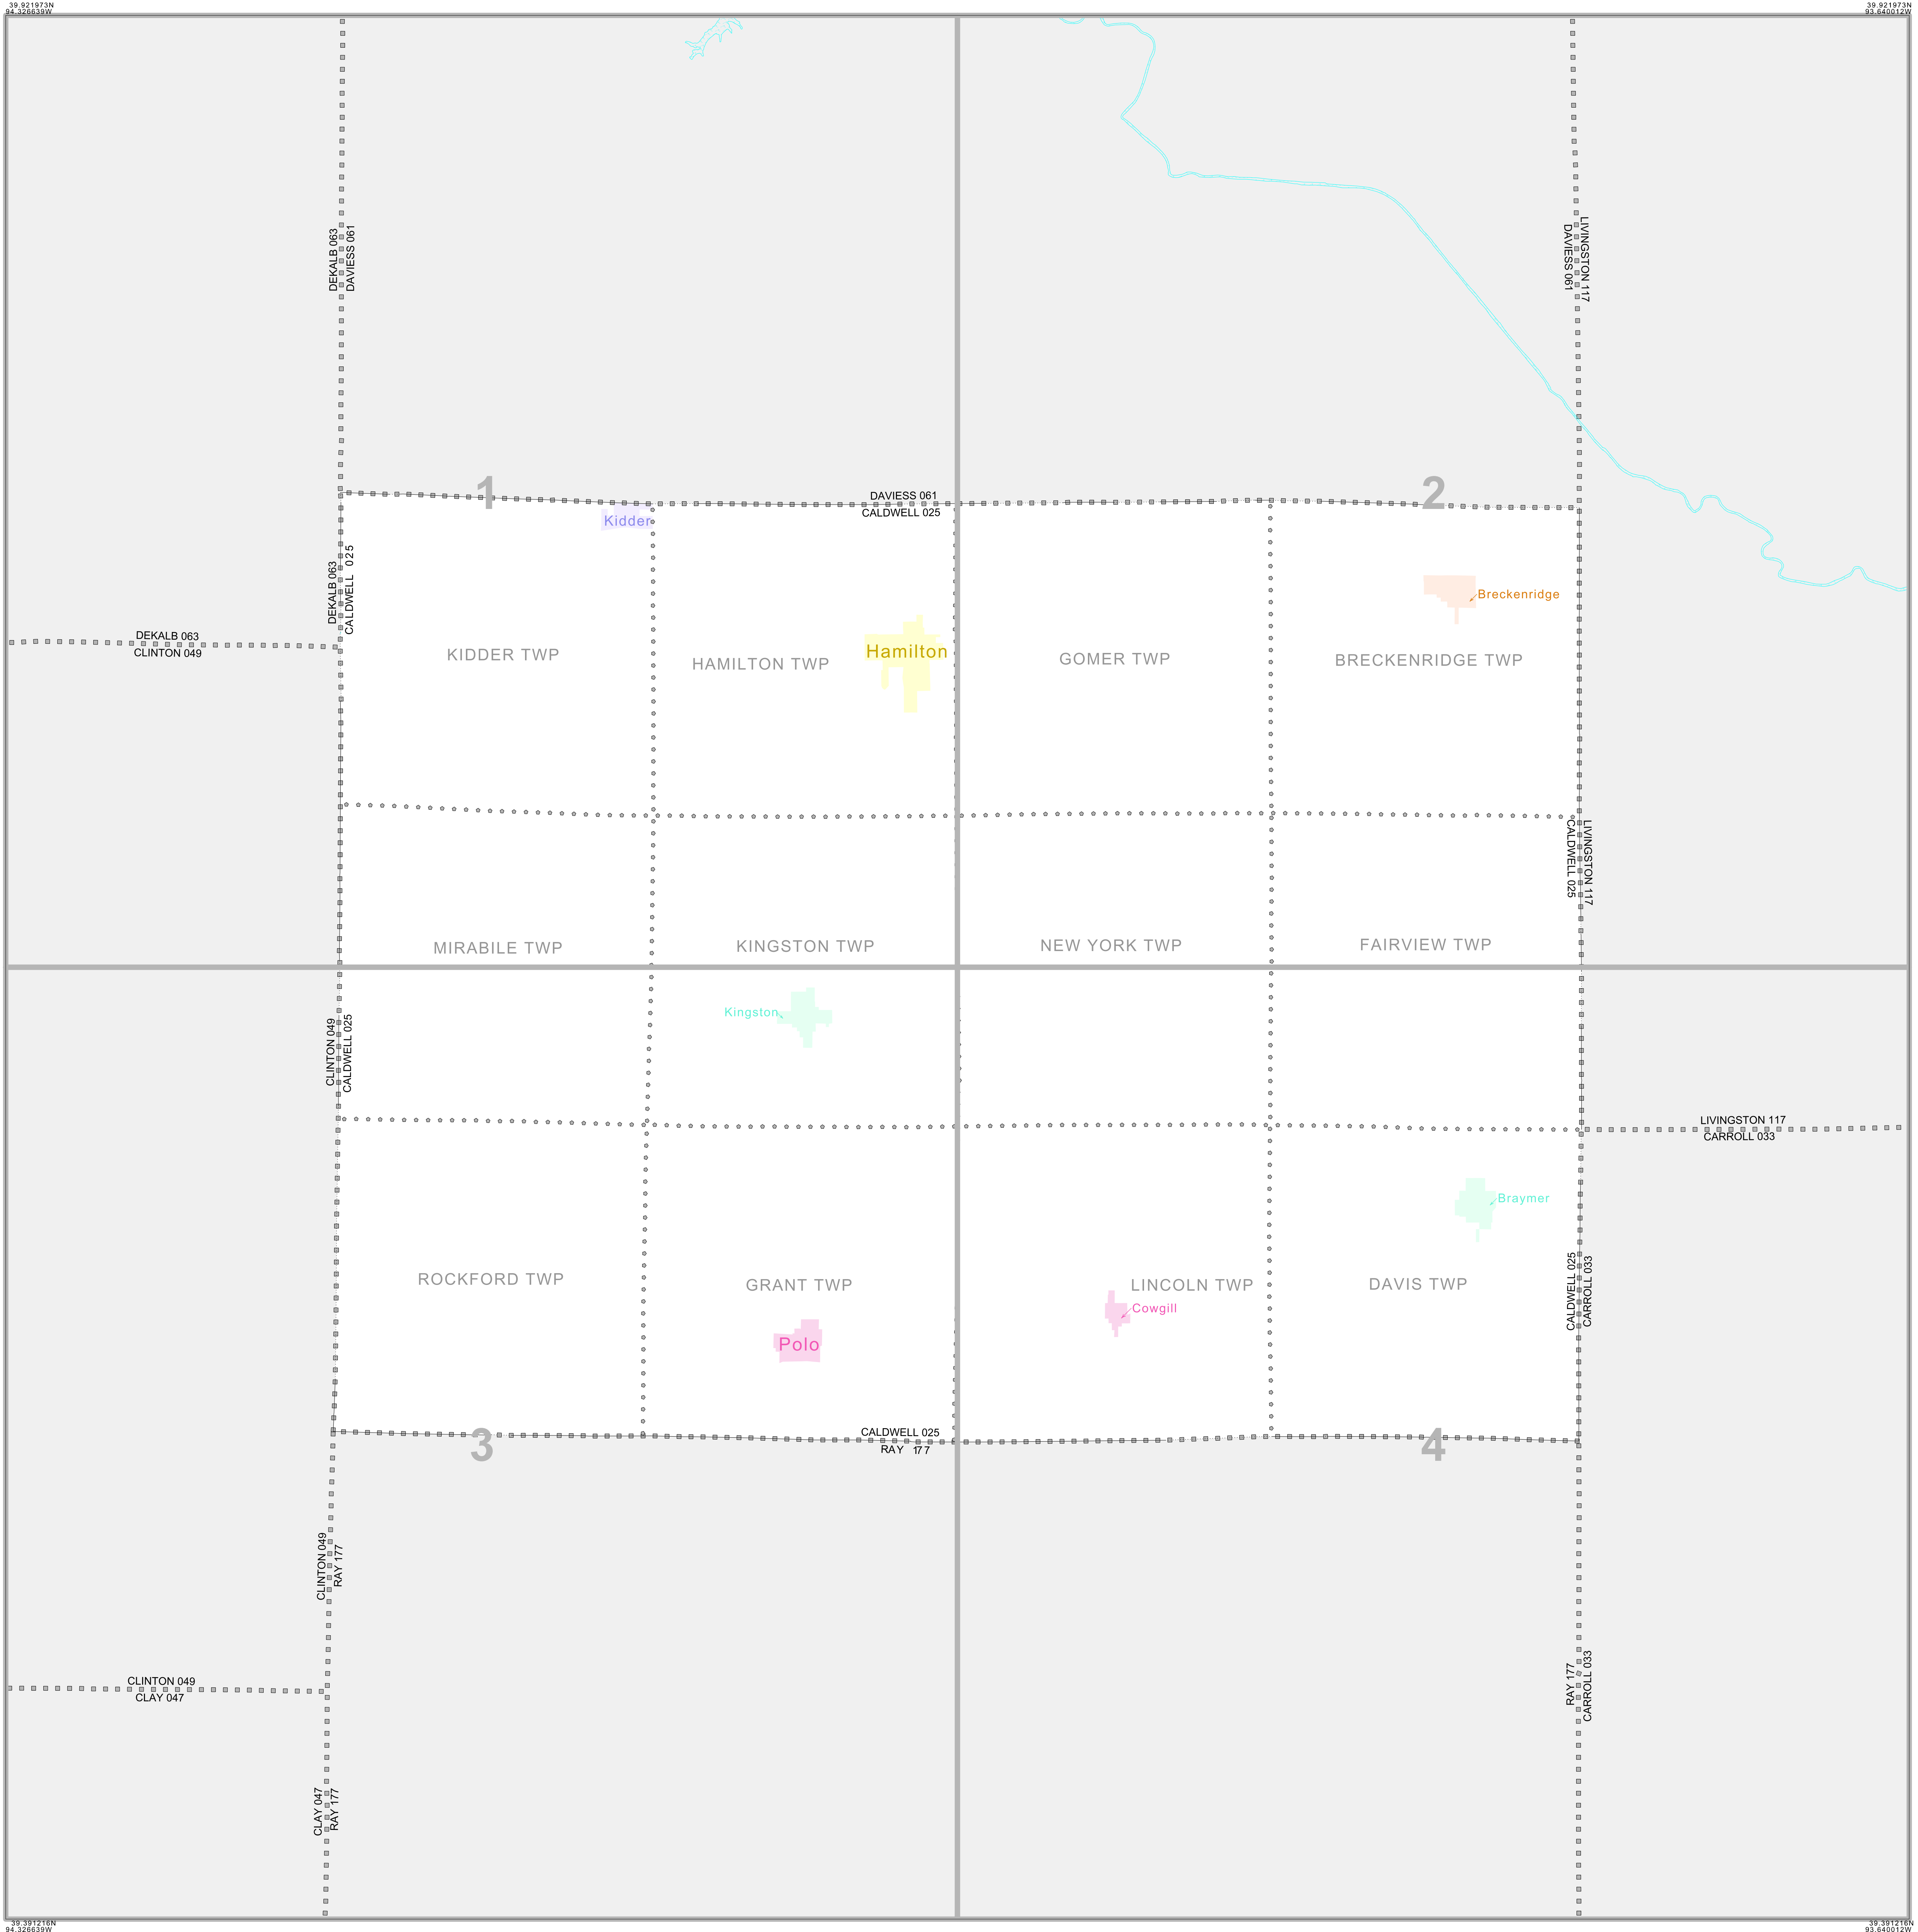 39.921973N
94.326639W
39.921973N
93.640012W
DEKALB 063
DAVIESS 061
LIVINGSTON 117
DAVIESS 061
1
2
DAVIESS 061
CALDWELL 025
Kidder
DEKALB 063
CALDWELL 025
Breckenridge
DEKALB 063
CLINTON 049
KIDDER TWP
HAMILTON TWP
Hamilton
GOMER TWP
BRECKENRIDGE TWP
LIVINGSTON 117
CALDWELL 025
MIRABILE TWP
KINGSTON TWP
NEW YORK TWP
FAIRVIEW TWP
Kingston
CLINTON 049
CALDWELL 025
LIVINGSTON 117
CARROLL 033
Braymer
ROCKFORD TWP
GRANT TWP
LINCOLN TWP
DAVIS TWP
CALDWELL 025
CARROLL 033
Cowgill
Polo
CALDWELL 025
RAY 177
3
4
CLINTON 049
RAY 177
RAY 177
CARROLL 033
CLINTON 049
CLAY 047
CLAY 047
RAY 177
39.391216N
94.326639W
39.391216N
93.640012W